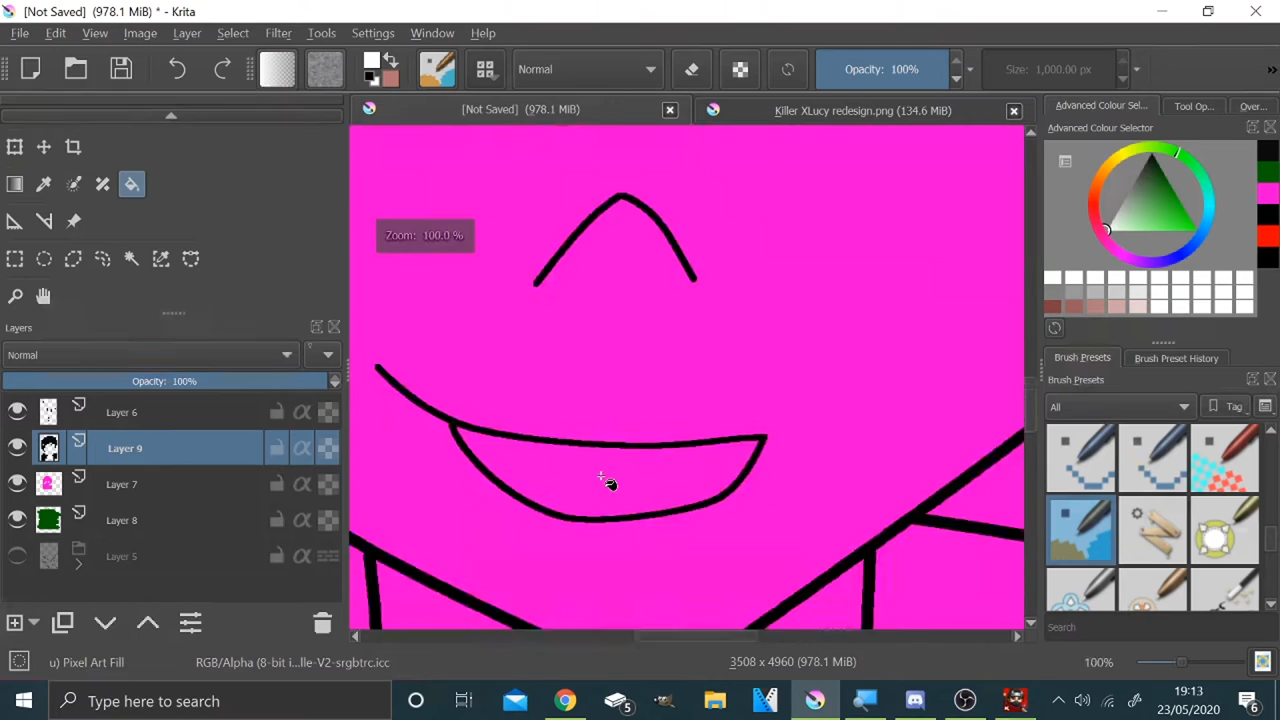 [Not Saved] (978.1 MiB) * - Krita
File Edit View Image Layer Select Filter Tools Settings Window Help
Normal Opacity: 100% Size: 1,000.00 px »
[Not Saved] (978.1 MiB) Killer XLucy redesign.png (134.6 MiB)
Advanced Colour Sel... Tool Op... Over...
Advanced Colour Selector
Zoom: 100.0 %
Layers
Normal
Opacity: 100%
Layer 6
Layer 9
Layer 7
Layer 8
Layer 5
Brush Presets Brush Preset History
Brush Presets
All Tag
Search
u) Pixel Art Fill RGB/Alpha (8-bit i...lle-V2-srgbtrc.icc 3508 x 4960 (978.1 MiB) 100%
Type here to search
5
19:13
23/05/2020
6